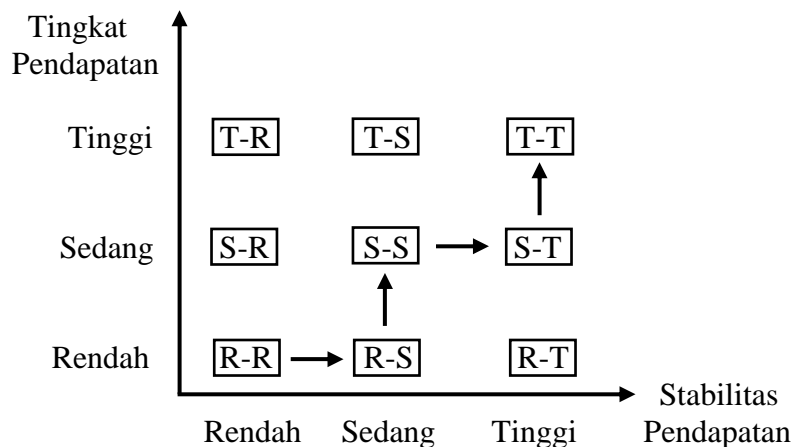 Tingkat
Pendapatan
Tinggi T-R T-S T-T
Sedang S-R S-S S-T
Rendah R-R R-S R-T
Rendah Sedang Tinggi
Stabilitas
Pendapatan